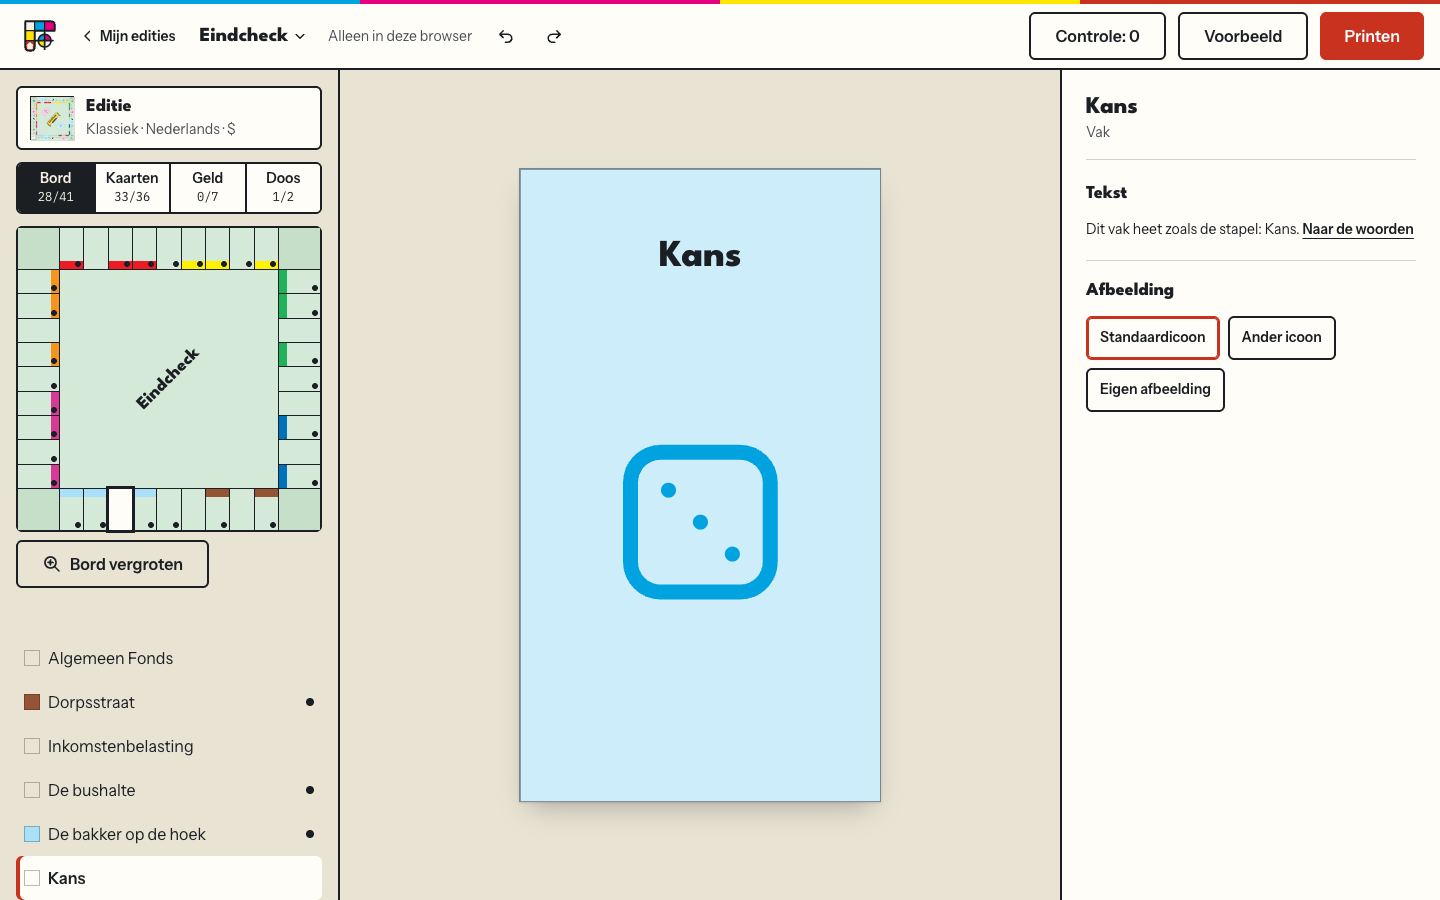 Mijn edities
Eindcheck
Alleen in deze browser
Controle: 0
Voorbeeld
Printen
Editie
Klassiek · Nederlands · $
Bord
28/41
Kaarten
33/36
Geld
0/7
Doos
1/2
Eindcheck
Bord vergroten
Algemeen Fonds
Dorpsstraat
Inkomstenbelasting
De bushalte
De bakker op de hoek
Kans
Kans
Kans
Vak
Tekst
Dit vak heet zoals de stapel: Kans. Naar de woorden
Afbeelding
Standaardicoon
Ander icoon
Eigen afbeelding